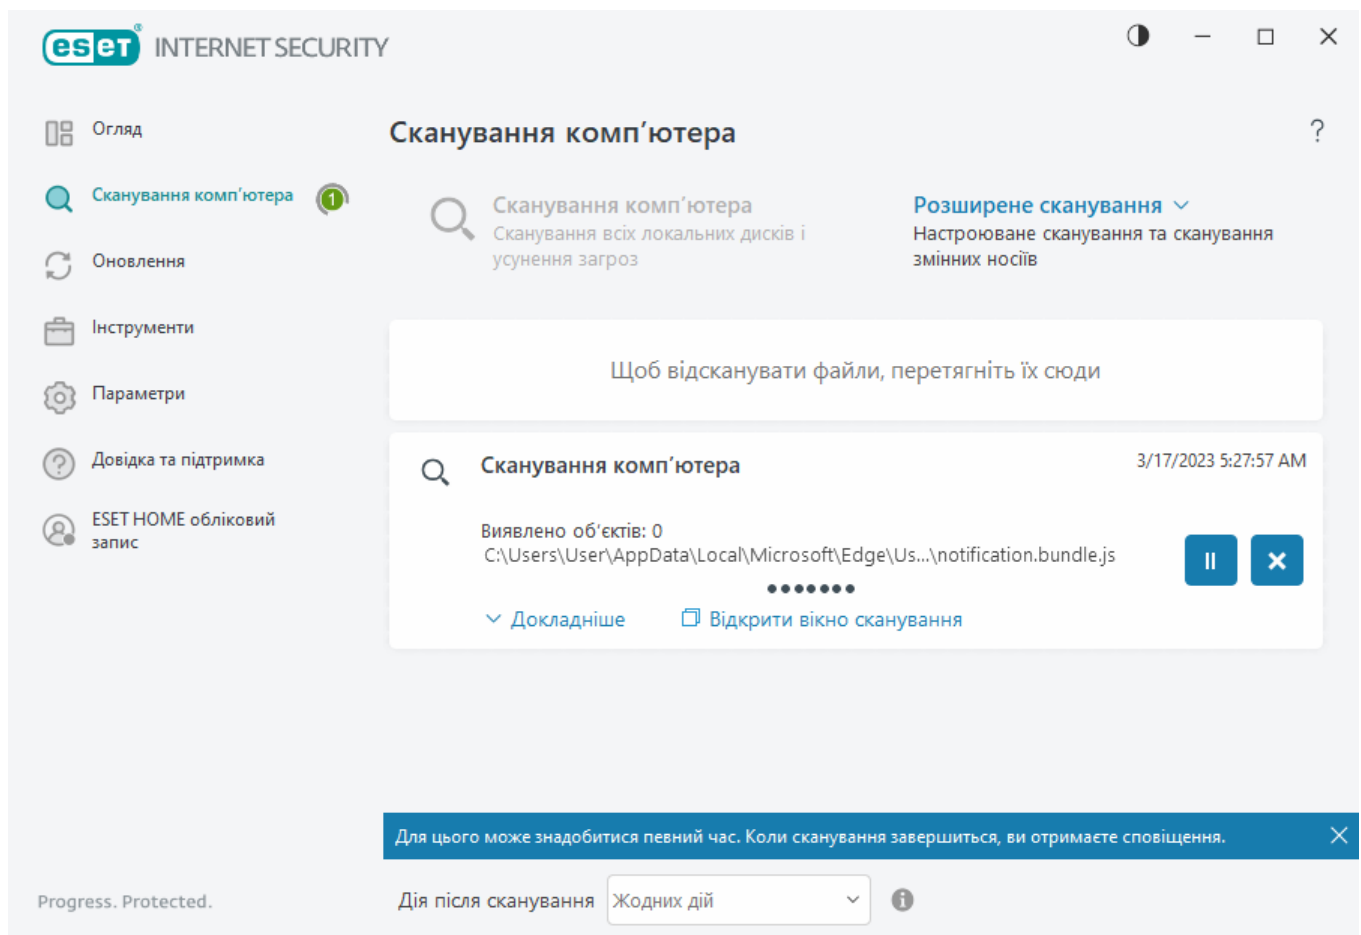 eset® INTERNET SECURITY
Огляд
Сканування комп'ютера 1
Оновлення
Інструменти
Параметри
Довідка та підтримка
ESET HOME обліковий
запис
Progress. Protected.
Сканування комп'ютера
?
Сканування комп'ютера
Сканування всіх локальних дисків і
усунення загроз
Розширене сканування
Настроюване сканування та сканування
змінних носіїв
Щоб відсканувати файли, перетягніть їх сюди
Сканування комп'ютера
3/17/2023 5:27:57 AM
Виявлено об'єктів: 0
C:\Users\User\AppData\Local\Microsoft\Edge\Us...\notification.bundle.js
Докладніше
Відкрити вікно сканування
Для цього може знадобитися певний час. Коли сканування завершиться, ви отримаєте сповіщення.
Дія після сканування
Жодних дій